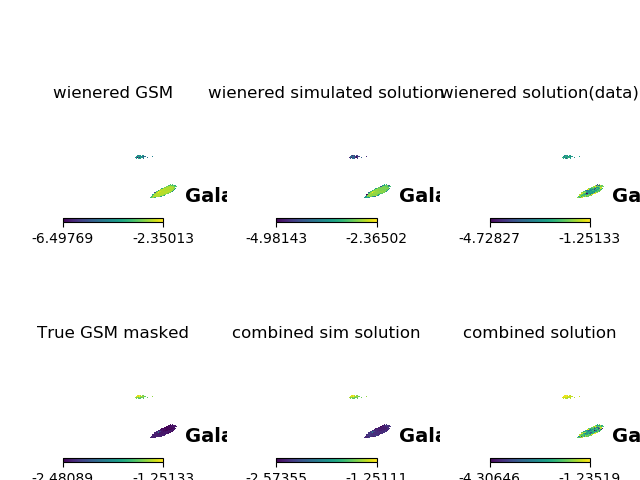 wienered GSM
wienered simulated solution
wienered solution(data)
Gala
Gala
Ga
-6.49769 -2.35013
-4.98143 -2.36502
-4.72827 -1.25133
True GSM masked
combined sim solution
combined solution
Gala
Gala
Ga
-2.48089 -1.25133
-2.57355 -1.25111
-4.30646 -1.23519